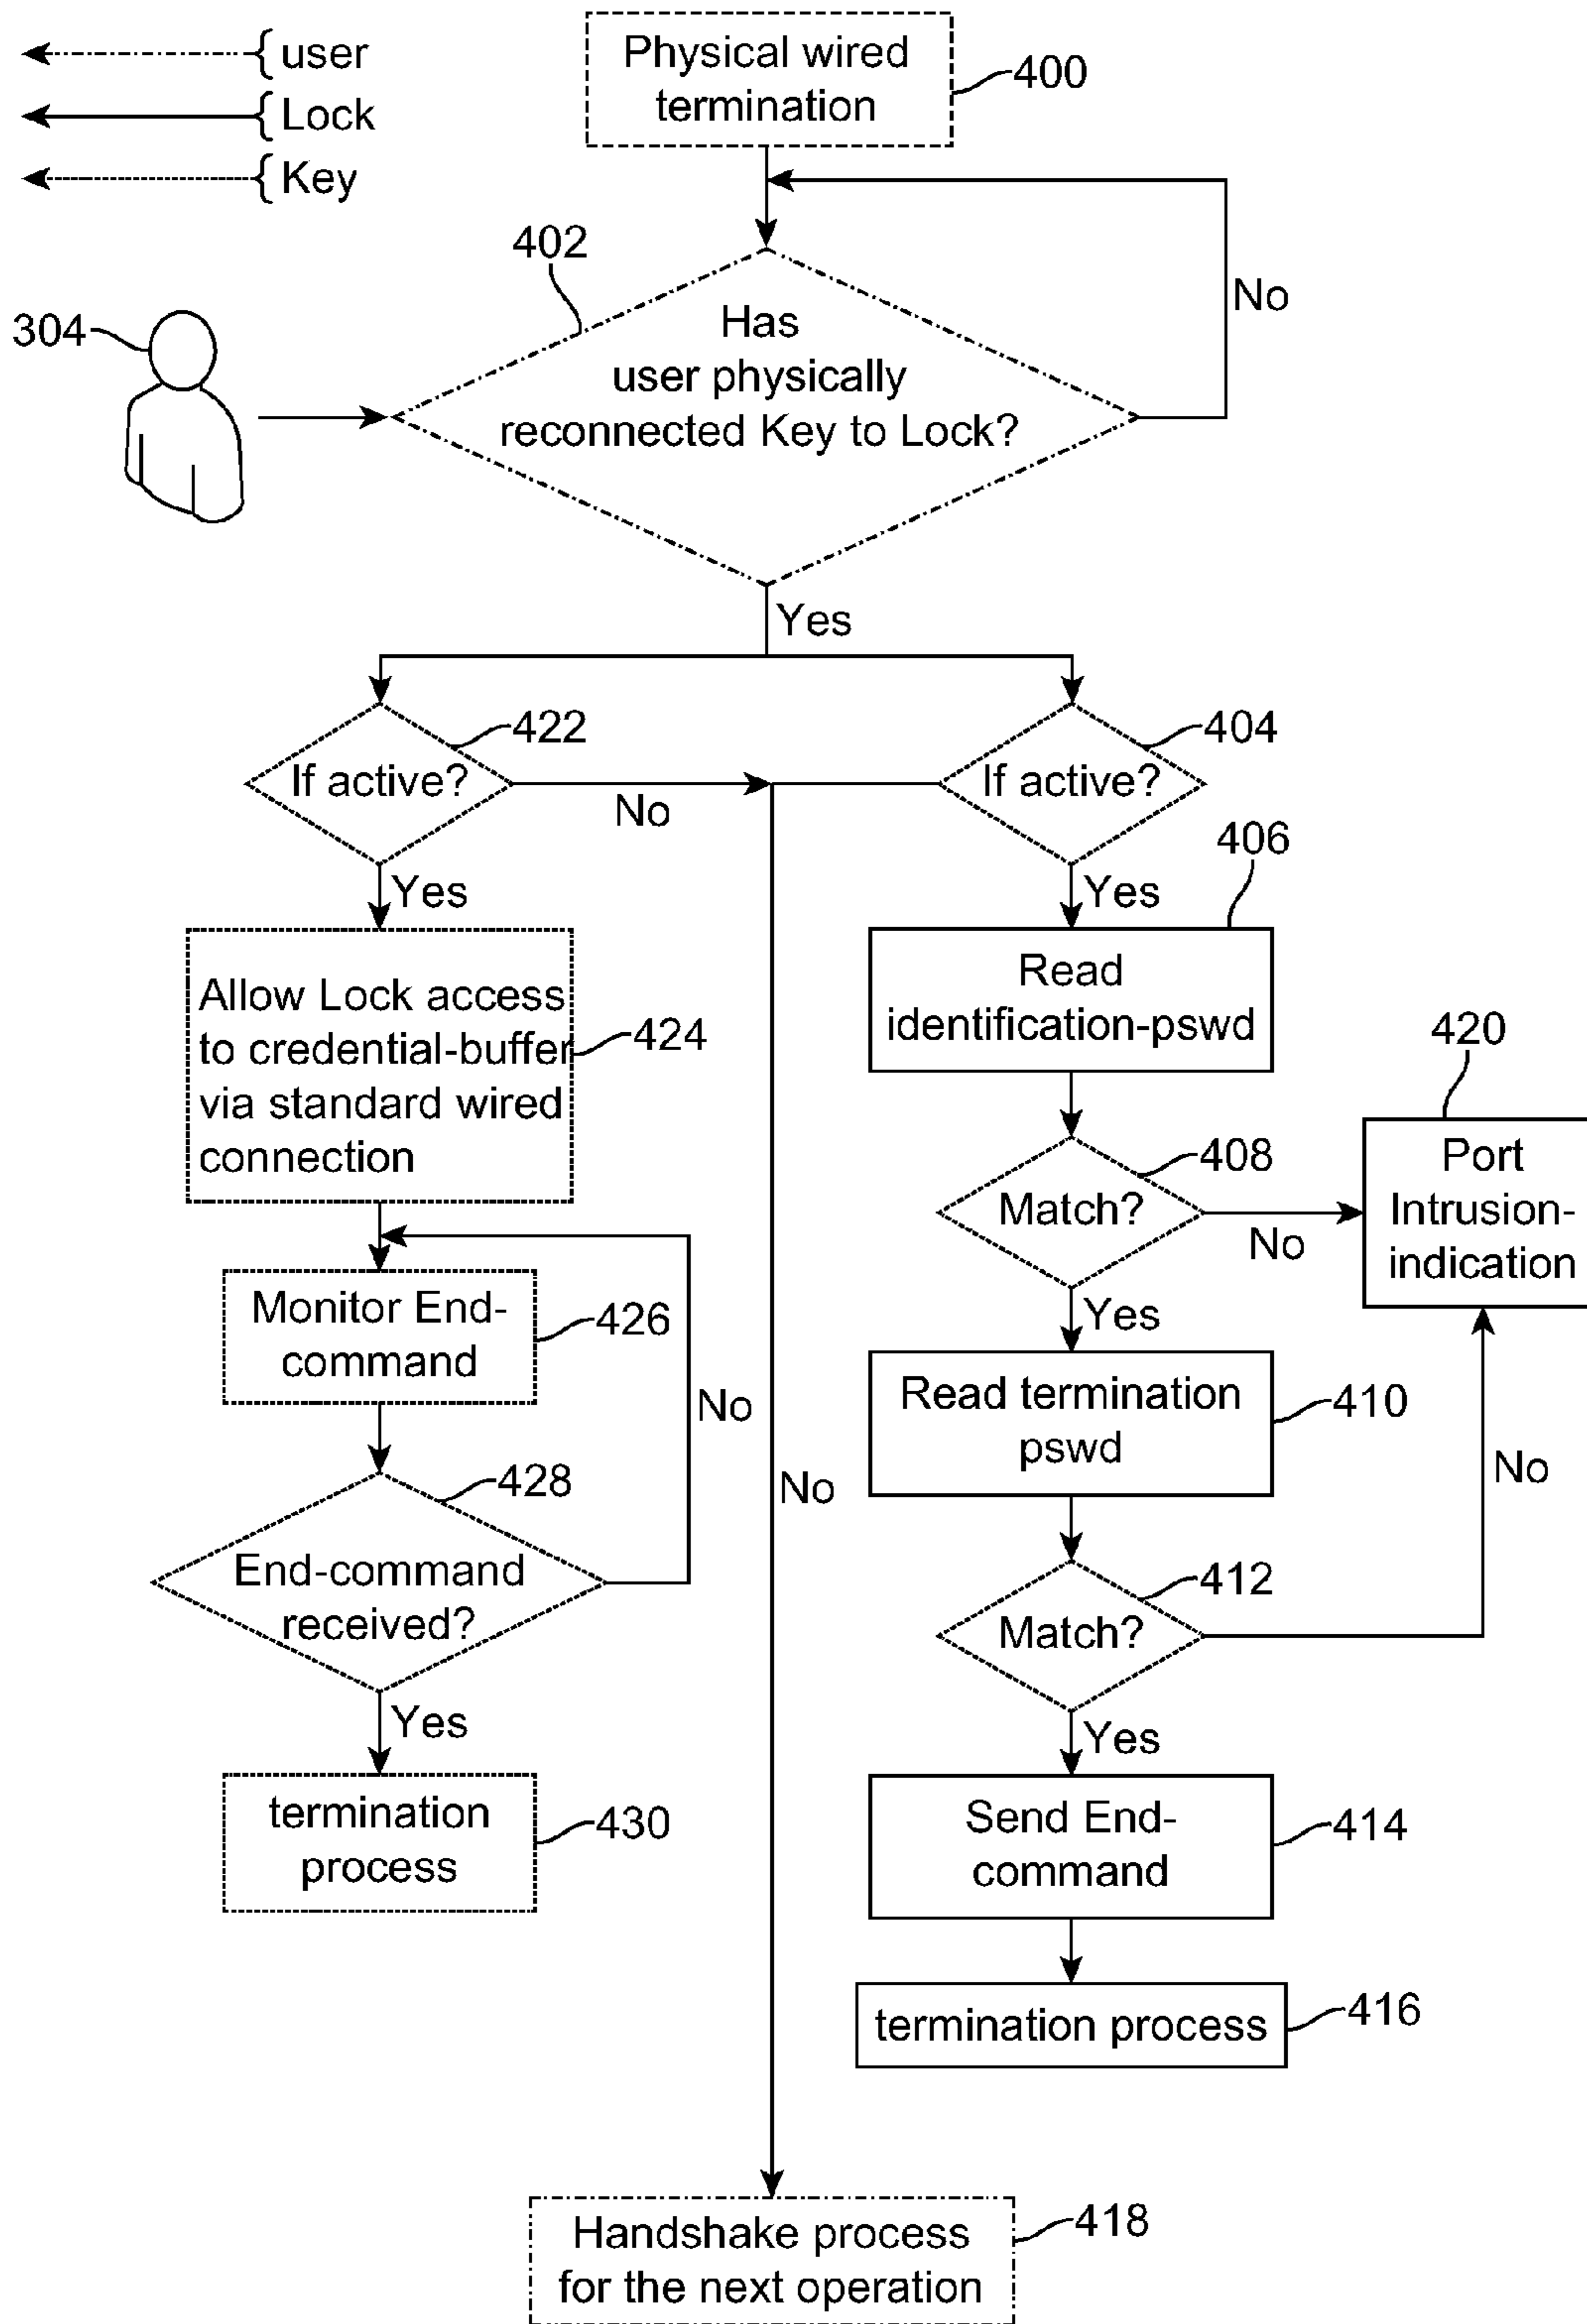 user
Lock
Key
Physical wired
termination
400
402
304
Has
user physically
reconnected Key to Lock?
No
Yes
422
If active?
No
404
If active?
Yes
Yes
406
Allow Lock access
to credential-buffer
via standard wired
connection
424
Read
identification-pswd
420
Port
Intrusion-
indication
408
Match?
No
Yes
Monitor End-
command
426
No
Read termination
pswd
410
No
No
428
End-command
received?
412
Match?
Yes
Yes
termination
process
430
Send End-
command
414
termination process
416
Handshake process
for the next operation
418